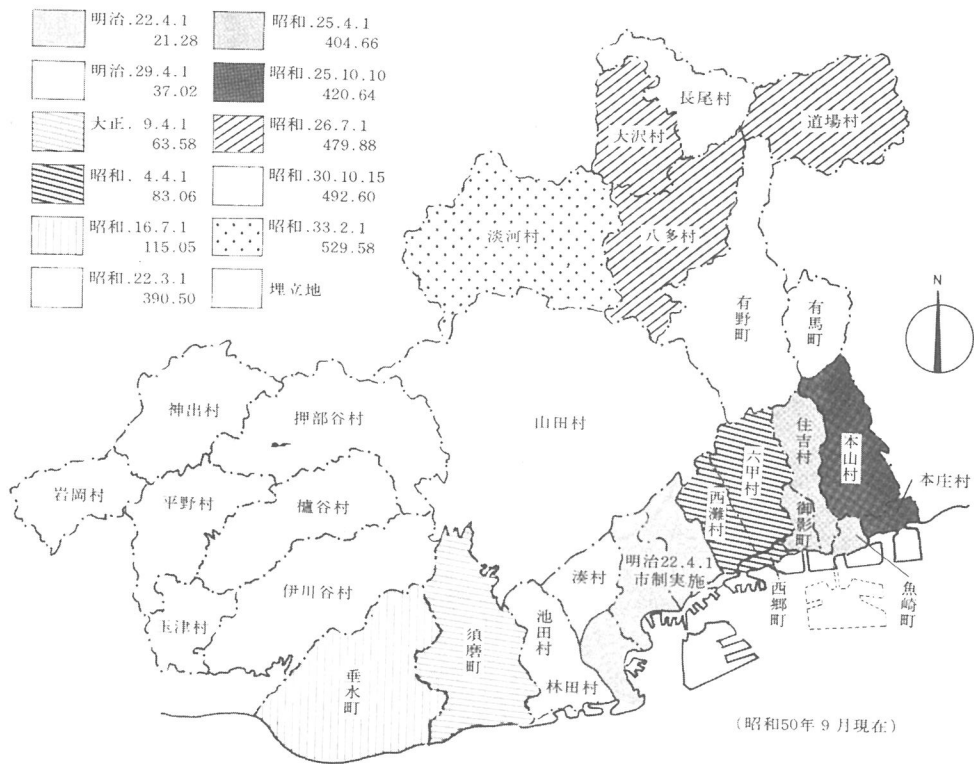 明治.22.4.1
21.28
明治.29.4.1
37.02
大正. 9.4.1
63.58
昭和. 4.4.1
83.06
昭和.16.7.1
115.05
昭和.22.3.1
390.50
昭和.25.4.1
404.66
昭和.25.10.10
420.64
昭和.26.7.1
479.88
昭和.30.10.15
492.60
昭和.33.2.1
529.58
埋立地
長尾村
道場村
大沢村
淡河村
八多村
有野町
有馬町
N
神出村
押部谷村
山田村
住吉村
本山村
六甲村
本庄村
岩岡村
平野村
櫨谷村
西灘村
御影町
湊村
明治22.4.1
市制実施
伊川谷村
玉津村
須磨町
池田村
西郷町
魚崎町
垂水町
林田村
(昭和50年9月現在)